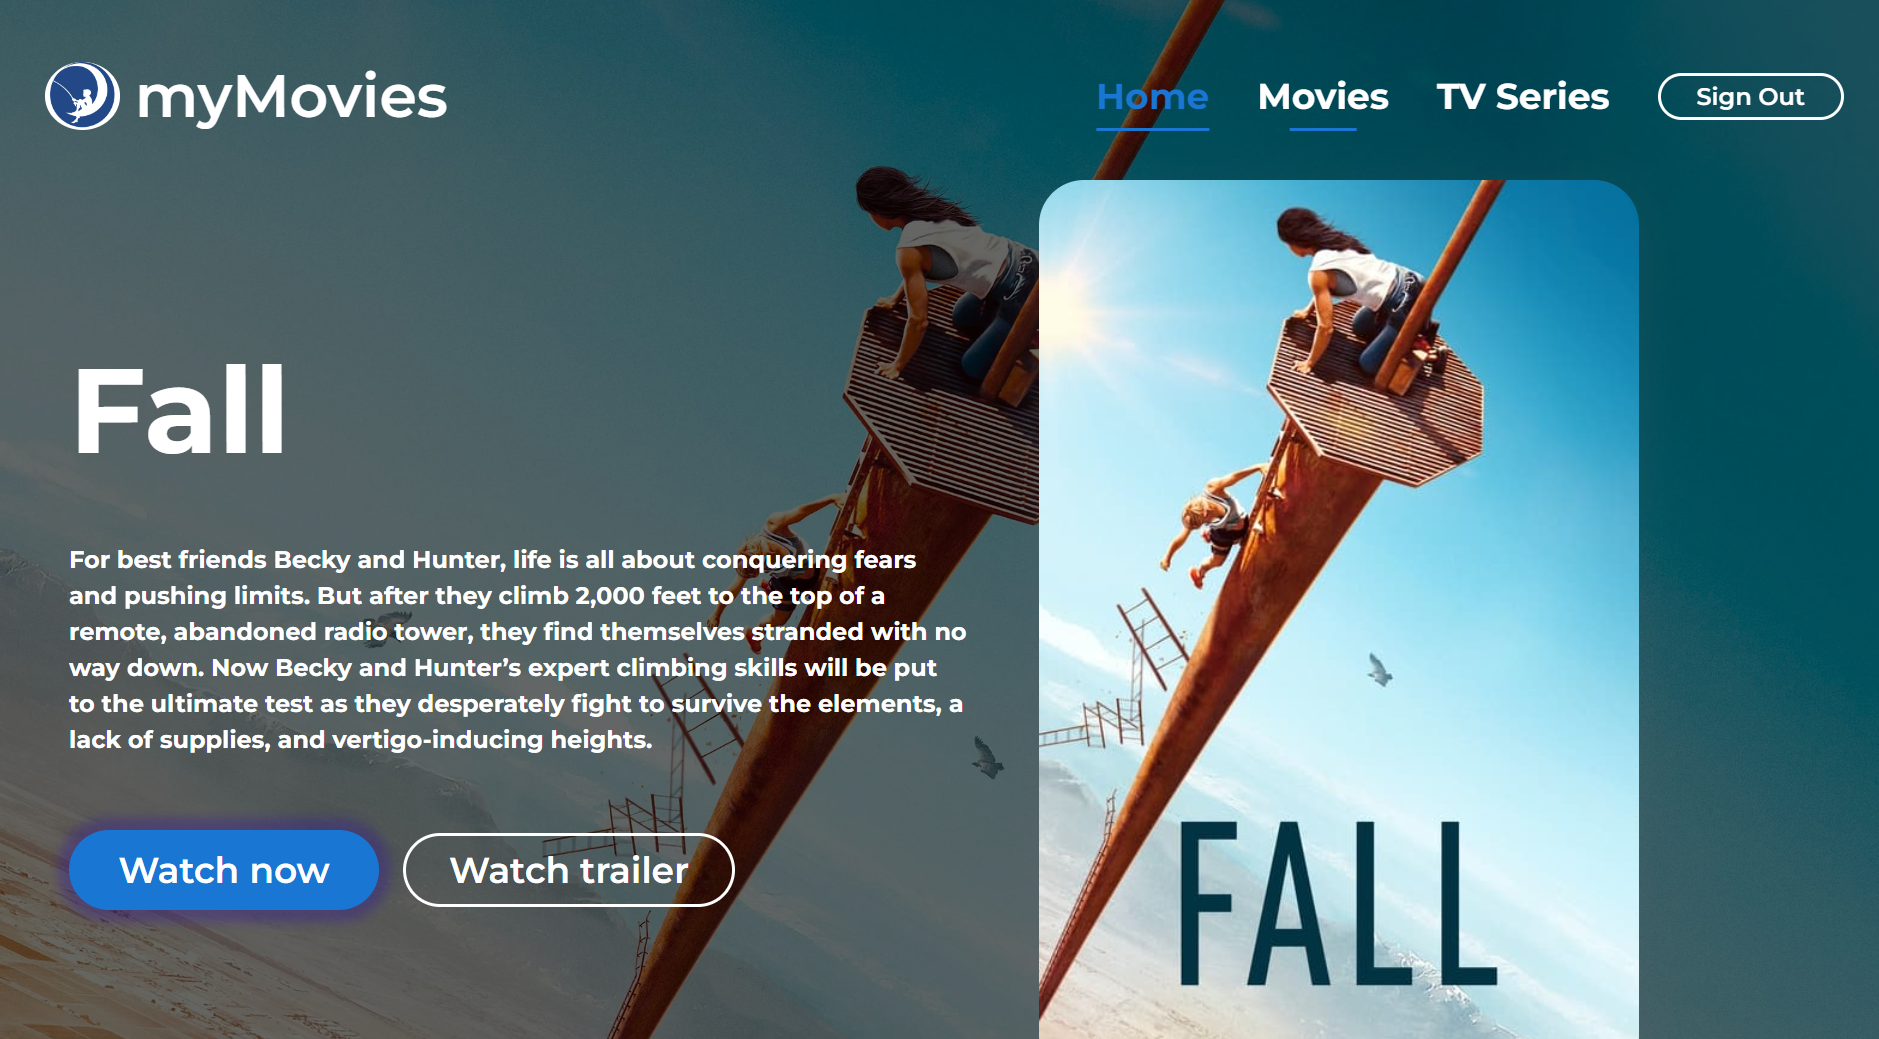 myMovies
Home Movies TV Series Sign Out
Fall
For best friends Becky and Hunter, life is all about conquering fears
and pushing limits. But after they climb 2,000 feet to the top of a
remote, abandoned radio tower, they find themselves stranded with no
way down. Now Becky and Hunter’s expert climbing skills will be put
to the ultimate test as they desperately fight to survive the elements, a
lack of supplies, and vertigo-inducing heights.
Watch now Watch trailer
FALL